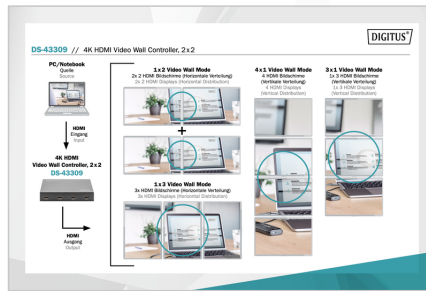 DIGITUS®
DS-43309 // 4K HDMI Video Wall Controller, 2x2
PC/Notebook
Quelle
Source
HDMI
Eingang
Input
4K HDMI
Video Wall Controller, 2x2
DS-43309
HDMI
Ausgang
Output
1x2 Video Wall Mode
2x 2 HDMI Bildschirme (Horizontale Verteilung)
2x 2 HDMI Displays (Horizontal Distribution)
+
1x3 Video Wall Mode
3x HDMI Bildschirme (Horizontale Verteilung)
3x HDMI Displays (Horizontal Distribution)
4x1 Video Wall Mode
4 HDMI Bildschirme
(Vertikale Verteilung)
4 HDMI Displays
(Vertical Distribution)
3x1 Video Wall Mode
1x 3 HDMI Bildschirme
(Vertikale Verteilung)
1x 3 HDMI Displays
(Vertical Distribution)